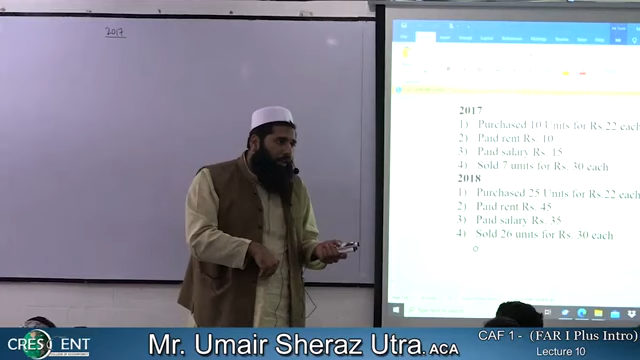 2017
2017
1) Purchased 10 Units for Rs.22 each
2) Paid rent Rs. 10
3) Paid salary Rs. 15
4) Sold 7 units for Rs. 30 each
2018
1) Purchased 25 Units for Rs.22 each
2) Paid rent Rs. 45
3) Paid salary Rs. 35
4) Sold 26 units for Rs. 30 each
CRESCENT
Mr. Umair Sheraz Utra. ACA
CAF 1 - (FAR I Plus Intro)
Lecture 10